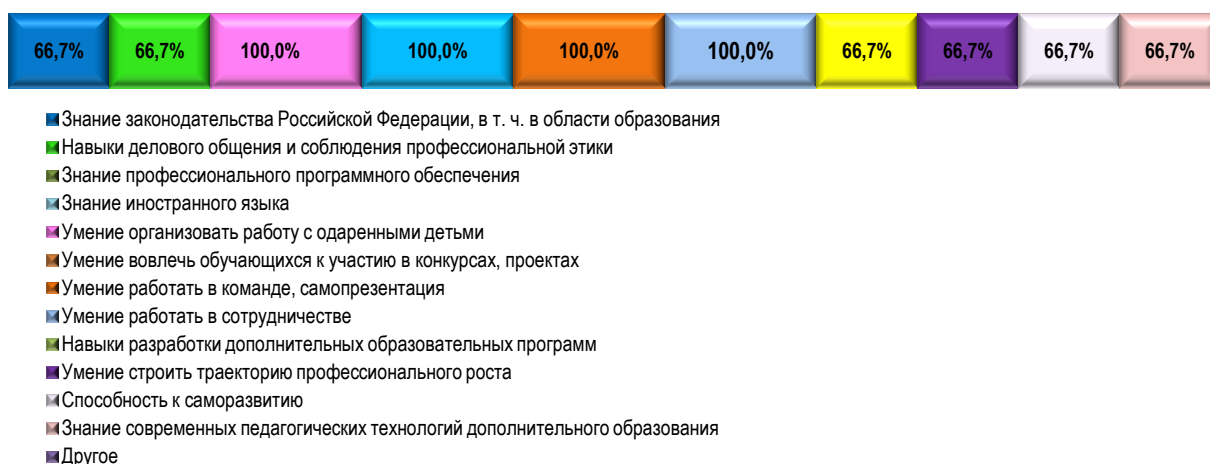 66,7% 66,7% 100,0% 100,0% 100,0% 100,0% 66,7% 66,7% 66,7% 66,7%
Знание законодательства Российской Федерации, в т. ч. в области образования
Навыки делового общения и соблюдения профессиональной этики
Знание профессионального программного обеспечения
Знание иностранного языка
Умение организовать работу с одаренными детьми
Умение вовлечь обучающихся к участию в конкурсах, проектах
Умение работать в команде, самопрезентация
Умение работать в сотрудничестве
Навыки разработки дополнительных образовательных программ
Умение строить траекторию профессионального роста
Способность к саморазвитию
Знание современных педагогических технологий дополнительного образования
Другое